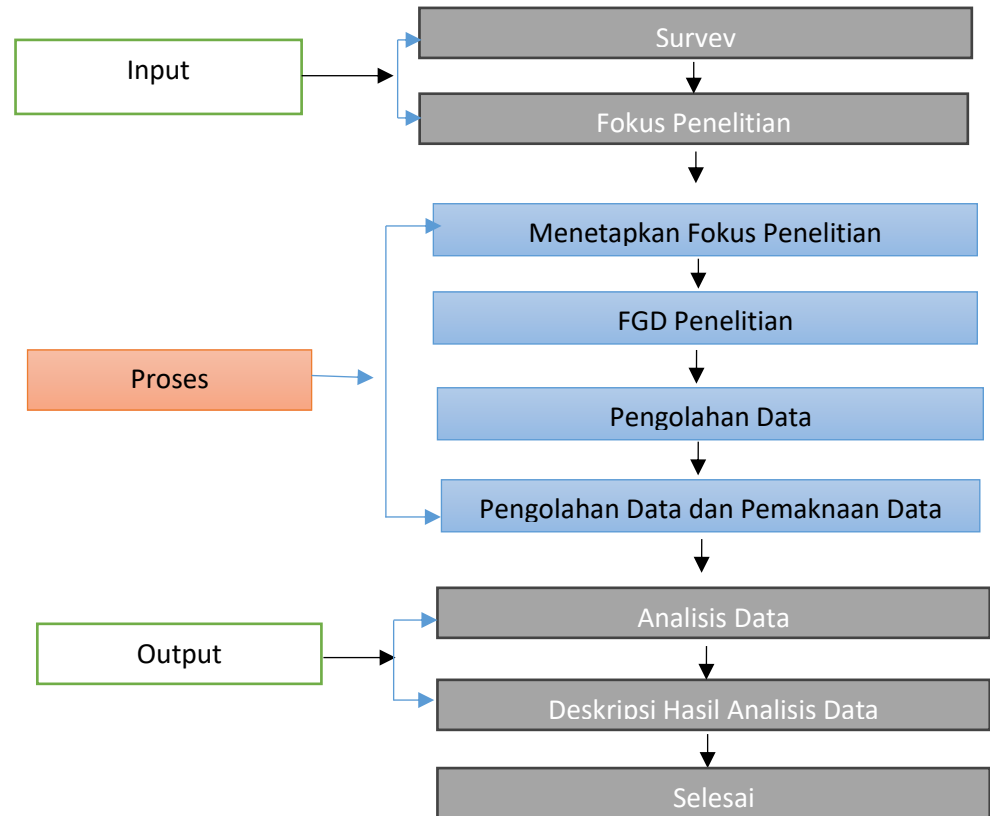 Input
Survey
Fokus Penelitian
Menetapkan Fokus Penelitian
FGD Penelitian
Proses
Pengolahan Data
Pengolahan Data dan Pemaknaan Data
Analisis Data
Output
Deskripsi Hasil Analisis Data
Selesai